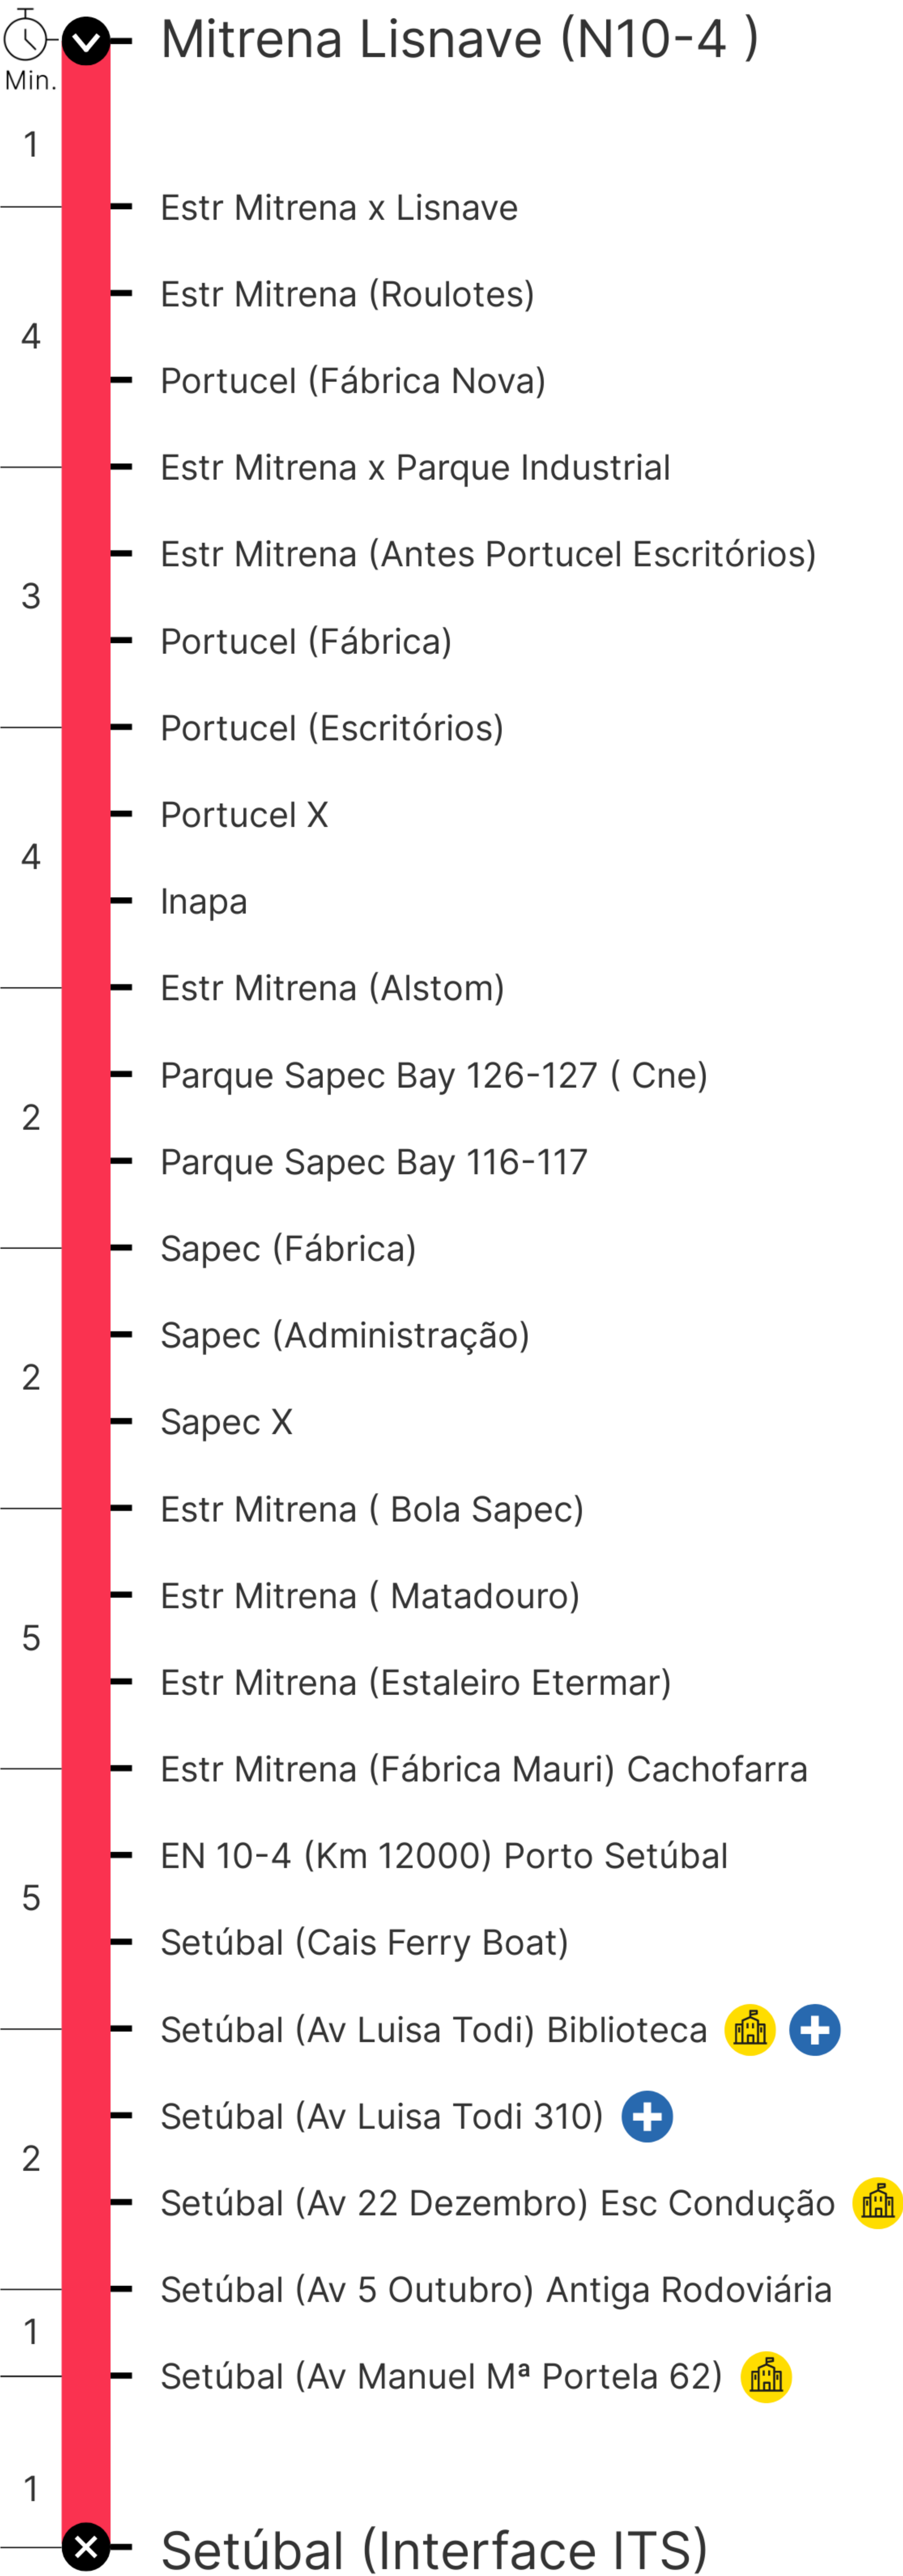 Mitrena Lisnave (N10-4 )
Min.
1
Estr Mitrena x Lisnave
Estr Mitrena (Roulotes)
4
Portucel (Fábrica Nova)
Estr Mitrena x Parque Industrial
Estr Mitrena (Antes Portucel Escritórios)
3
Portucel (Fábrica)
Portucel (Escritórios)
Portucel X
4
Inapa
Estr Mitrena (Alstom)
Parque Sapec Bay 126-127 ( Cne)
2
Parque Sapec Bay 116-117
Sapec (Fábrica)
Sapec (Administração)
2
Sapec X
Estr Mitrena ( Bola Sapec)
Estr Mitrena ( Matadouro)
5
Estr Mitrena (Estaleiro Etermar)
Estr Mitrena (Fábrica Mauri) Cachofarra
EN 10-4 (Km 12000) Porto Setúbal
5
Setúbal (Cais Ferry Boat)
Setúbal (Av Luisa Todi) Biblioteca
Setúbal (Av Luisa Todi 310)
2
Setúbal (Av 22 Dezembro) Esc Condução
Setúbal (Av 5 Outubro) Antiga Rodoviária
1
Setúbal (Av Manuel Mª Portela 62)
1
Setúbal (Interface ITS)